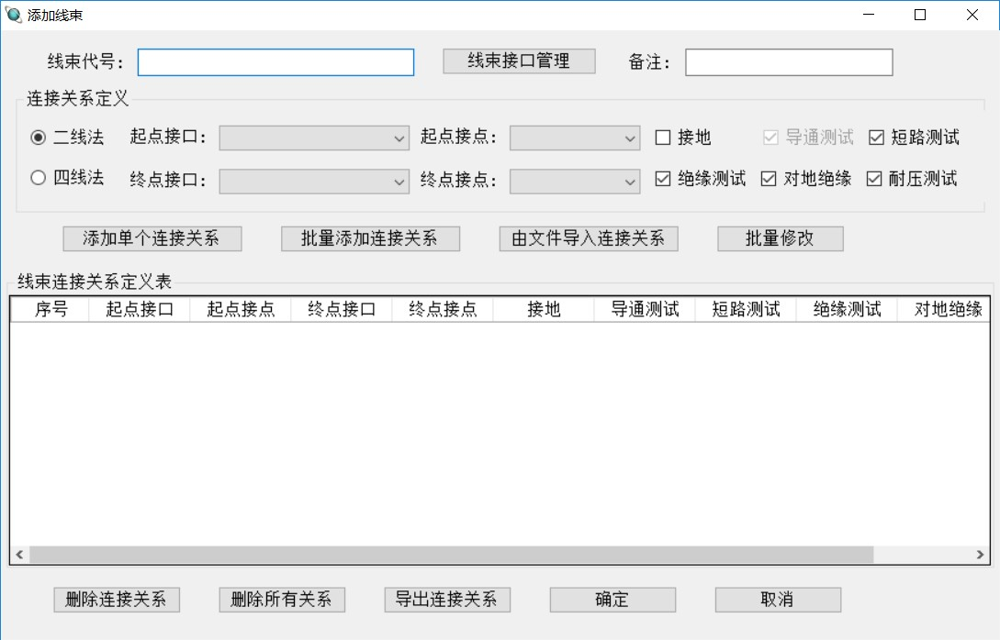 添加线束
线束代号： 线束接口管理 备注：
连接关系定义
二线法 起点接口： 起点接点： 接地 导通测试 短路测试
四线法 终点接口： 终点接点： 绝缘测试 对地绝缘 耐压测试
添加单个连接关系 批量添加连接关系 由文件导入连接关系 批量修改
线束连接关系定义表
序号 起点接口 起点接点 终点接口 终点接点 接地 导通测试 短路测试 绝缘测试 对地绝缘
删除连接关系 删除所有关系 导出连接关系 确定 取消